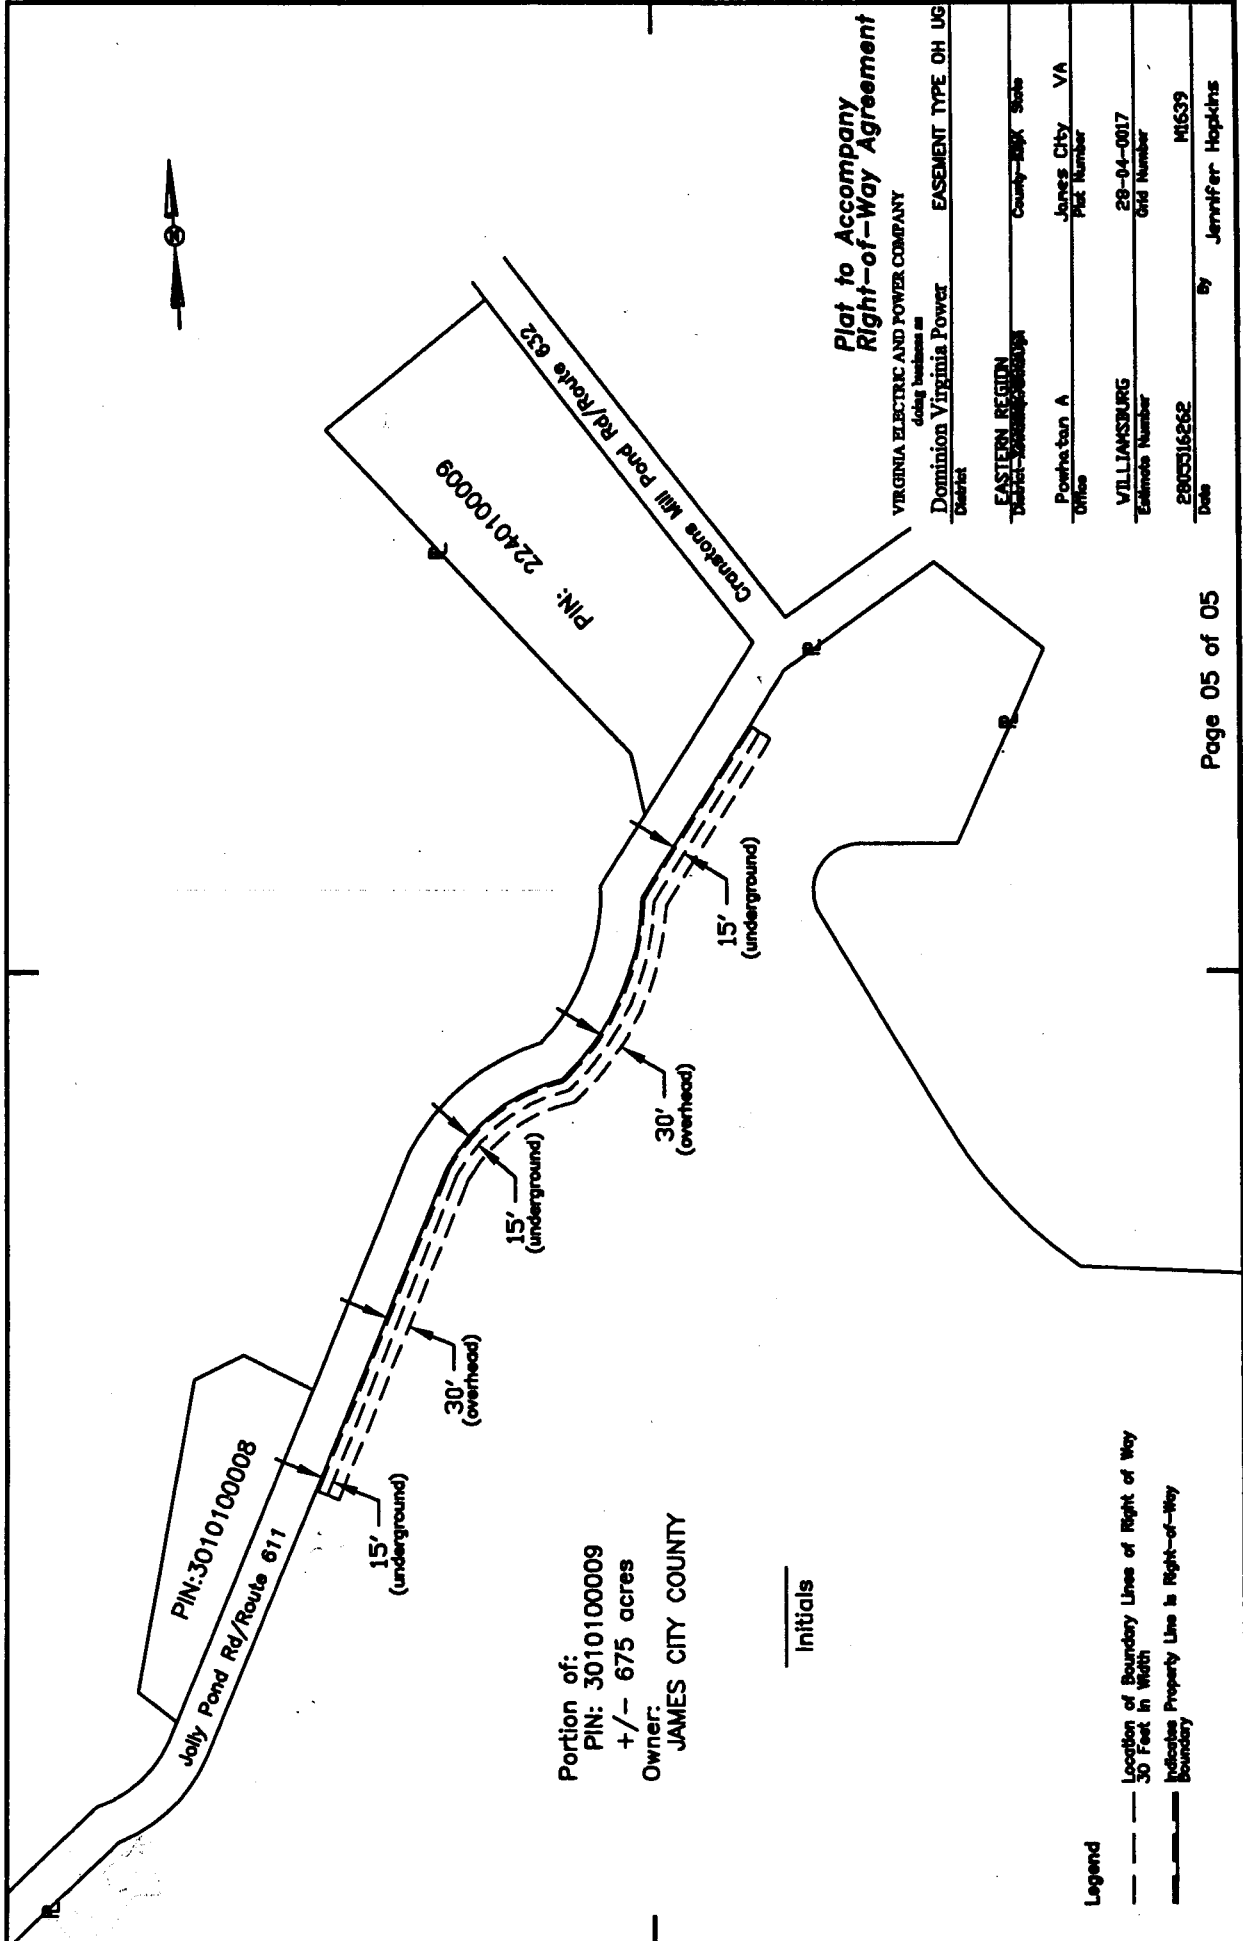 Plat to Accompany
Right-of-Way Agreement
VIRGINIA ELECTRIC AND POWER COMPANY
doing business as
Dominion Virginia Power EASEMENT TYPE OH UG
District
EASTERN REGION
County State
Powhatan A James City VA
Office Plat Number
WILLIAMSBURG 28-04-0017
Estimate Number Grid Number
M1639
Date By Jennifer Hopkins
Page 05 of 05
Cranstons Mill Pond Rd/Route 632
PIN: 2240100009
PL
PL
PL
15'
(underground)
30'
(overhead)
15'
(underground)
30'
(overhead)
15'
(underground)
PIN:3010100008
Jolly Pond Rd/Route 611
PL
Portion of:
PIN: 3010100009
+/- 675 acres
Owner:
JAMES CITY COUNTY
Initials
Legend
Location of Boundary Lines of Right of Way
30 Feet in Width
Indicates Property Line is Right-of-Way
Boundary